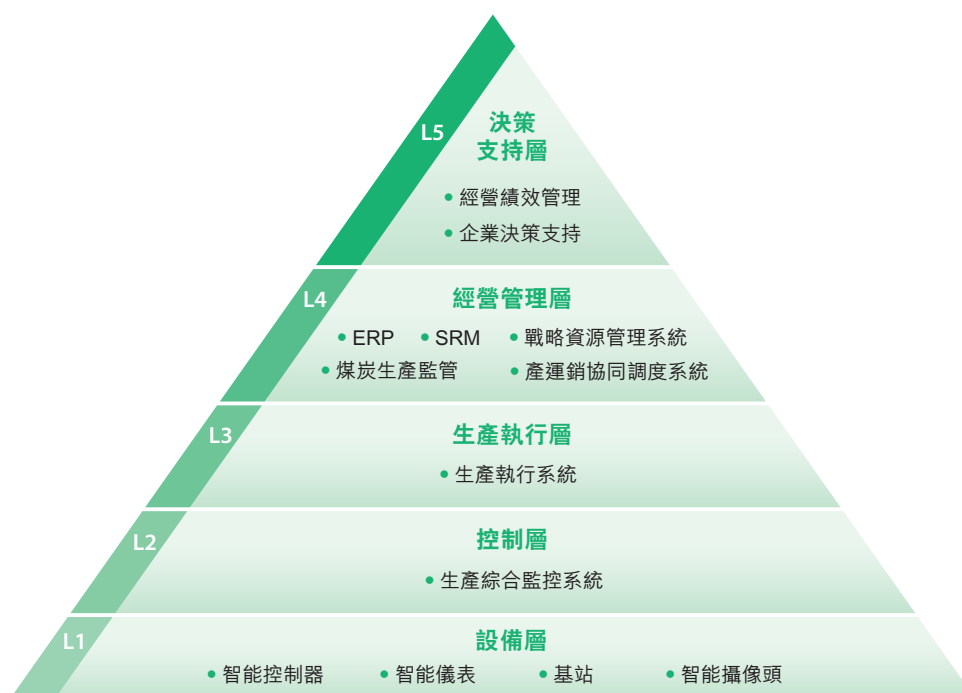 L5
決策
支持層
• 經營績效管理
• 企業決策支持
L4
經營管理層
• ERP • SRM • 戰略資源管理系統
• 煤炭生產監管 • 產運銷協同調度系統
L3
生產執行層
• 生產執行系統
L2
控制層
• 生產綜合監控系統
L1
設備層
• 智能控制器 • 智能儀表 • 基站 • 智能攝像頭